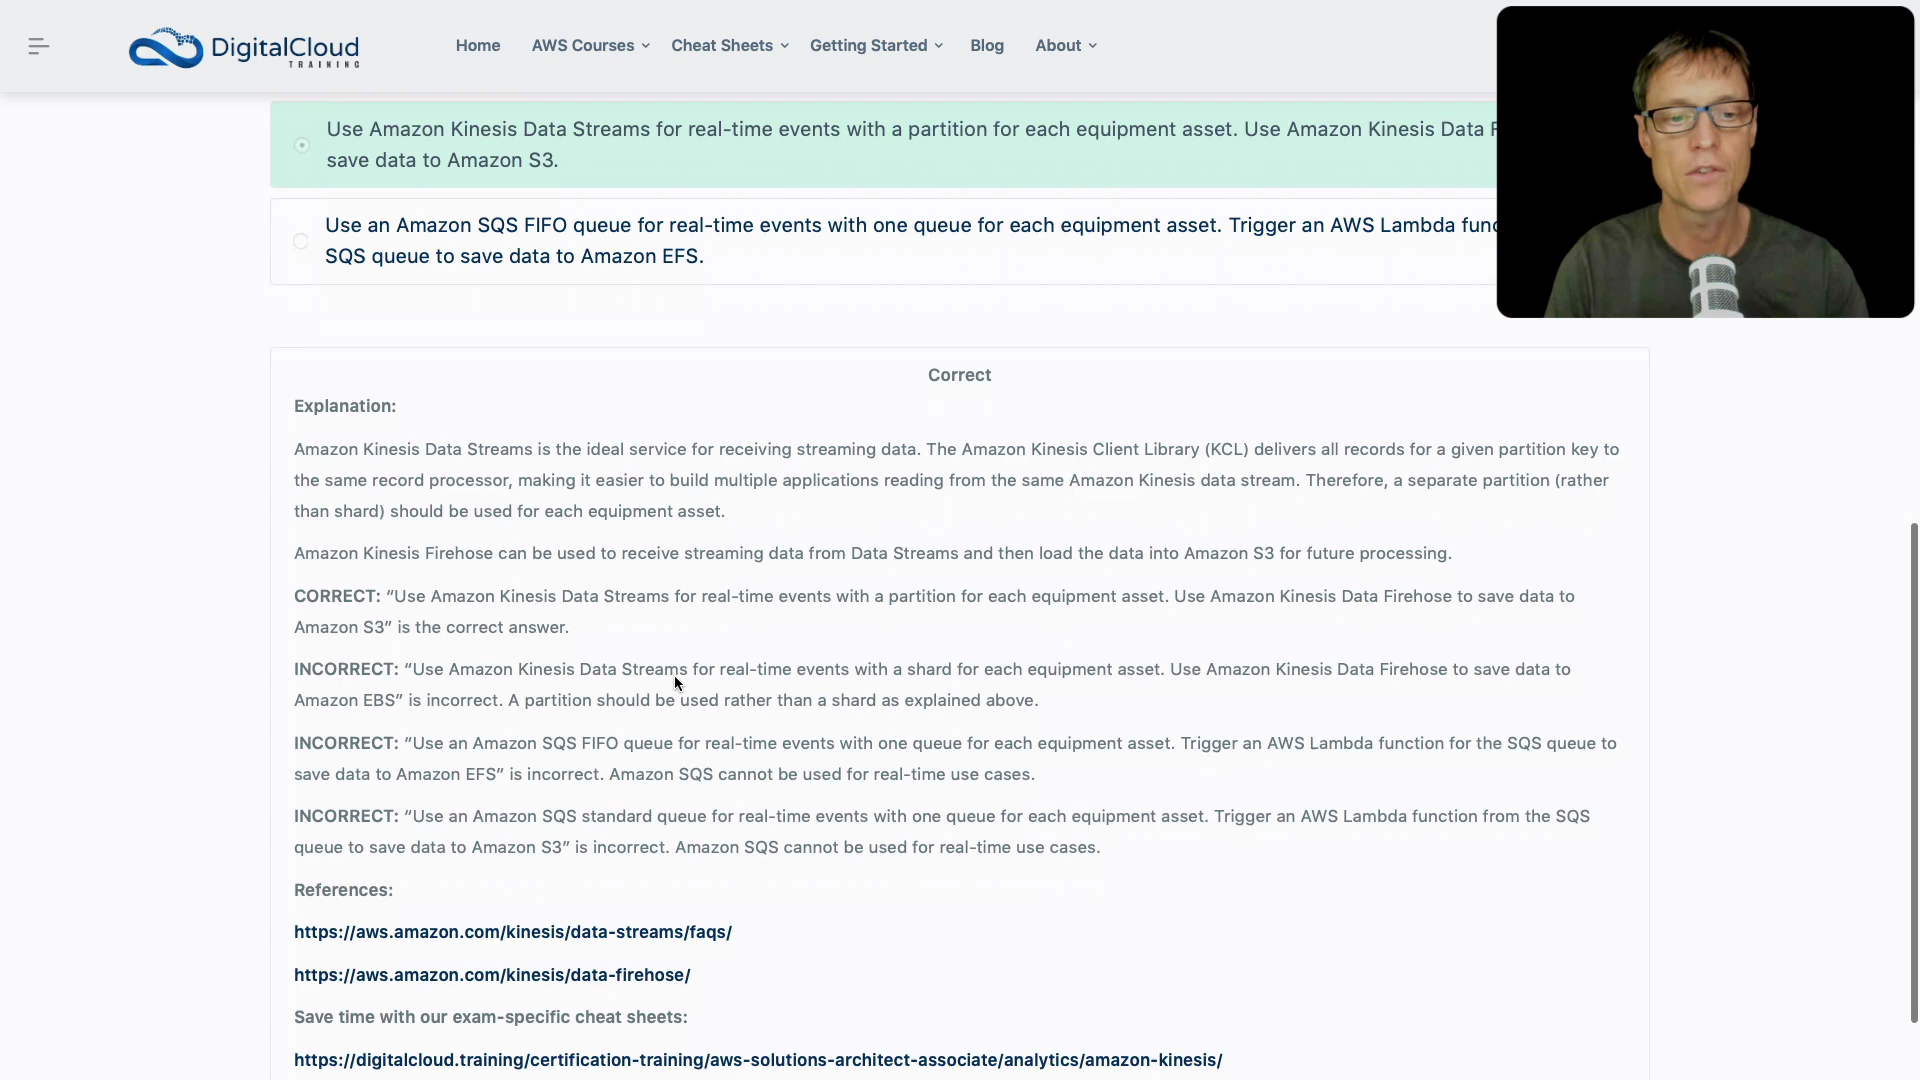 DigitalCloud
TRAINING
Home
AWS Courses
Cheat Sheets
Getting Started
Blog
About
Use Amazon Kinesis Data Streams for real-time events with a partition for each equipment asset. Use Amazon Kinesis Data
save data to Amazon S3.
Use an Amazon SQS FIFO queue for real-time events with one queue for each equipment asset. Trigger an AWS Lambda
SQS queue to save data to Amazon EFS.
Correct
Explanation:
Amazon Kinesis Data Streams is the ideal service for receiving streaming data. The Amazon Kinesis Client Library (KCL) delivers all records for a given partition key to
the same record processor, making it easier to build multiple applications reading from the same Amazon Kinesis data stream. Therefore, a separate partition (rather
than shard) should be used for each equipment asset.
Amazon Kinesis Firehose can be used to receive streaming data from Data Streams and then load the data into Amazon S3 for future processing.
CORRECT: “Use Amazon Kinesis Data Streams for real-time events with a partition for each equipment asset. Use Amazon Kinesis Data Firehose to save data to
Amazon S3” is the correct answer.
INCORRECT: “Use Amazon Kinesis Data Streams for real-time events with a shard for each equipment asset. Use Amazon Kinesis Data Firehose to save data to
Amazon EBS” is incorrect. A partition should be used rather than a shard as explained above.
INCORRECT: “Use an Amazon SQS FIFO queue for real-time events with one queue for each equipment asset. Trigger an AWS Lambda function for the SQS queue to
save data to Amazon EFS” is incorrect. Amazon SQS cannot be used for real-time use cases.
INCORRECT: “Use an Amazon SQS standard queue for real-time events with one queue for each equipment asset. Trigger an AWS Lambda function from the SQS
queue to save data to Amazon S3” is incorrect. Amazon SQS cannot be used for real-time use cases.
References:
https://aws.amazon.com/kinesis/data-streams/faqs/
https://aws.amazon.com/kinesis/data-firehose/
Save time with our exam-specific cheat sheets:
https://digitalcloud.training/certification-training/aws-solutions-architect-associate/analytics/amazon-kinesis/